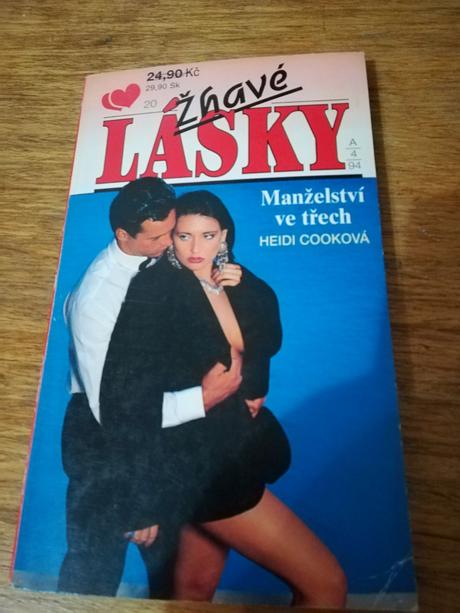 24,90 Kč
29,90 Sk
20
Žhavé
LÁSKY
A
4
94
Manželství
ve třech
HEIDI COOKOVÁ